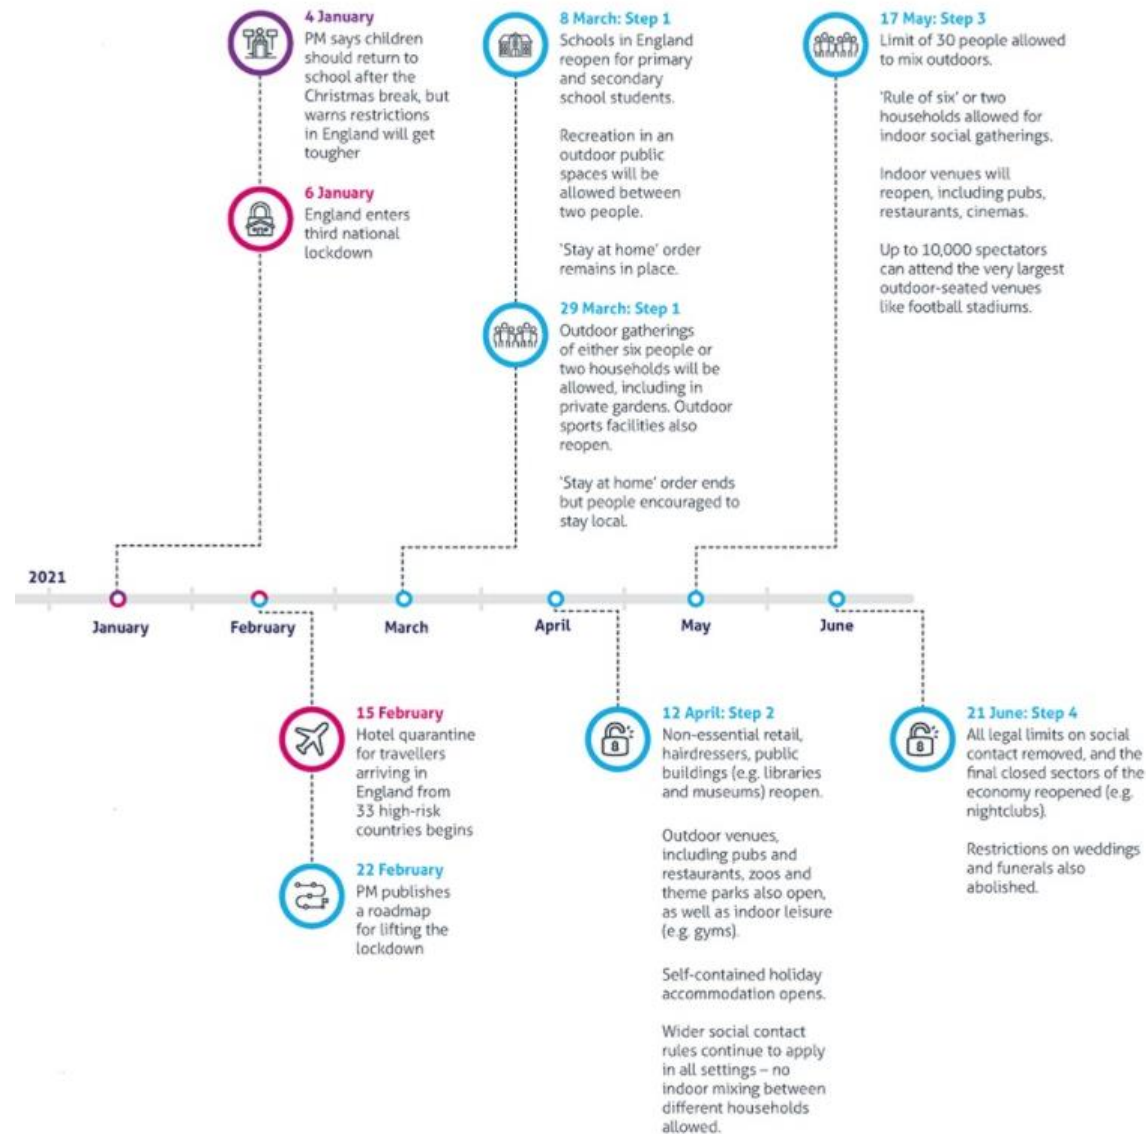 4 January
PM says children
should return to
school after the
Christmas break, but
warns restrictions
in England will get
tougher
6 January
England enters
third national
lockdown
8 March: Step 1
Schools in England
reopen for primary
and secondary
school students.
Recreation in an
outdoor public
spaces will be
allowed between
two people.
'Stay at home' order
remains in place.
29 March: Step 1
Outdoor gatherings
of either six people or
two households will be
allowed, including in
private gardens. Outdoor
sports facilities also
reopen.
'Stay at home' order ends
but people encouraged to
stay local.
17 May: Step 3
Limit of 30 people allowed
to mix outdoors.
'Rule of six' or two
households allowed for
indoor social gatherings.
Indoor venues will
reopen, including pubs,
restaurants, cinemas.
Up to 10,000 spectators
can attend the very largest
outdoor-seated venues
like football stadiums.
2021
January February March April May June
15 February
Hotel quarantine
for travellers
arriving in
England from
33 high-risk
countries begins
22 February
PM publishes
a roadmap
for lifting the
lockdown
12 April: Step 2
Non-essential retail,
hairdressers, public
buildings (e.g. libraries
and museums) reopen.
Outdoor venues,
including pubs and
restaurants, zoos and
theme parks also open,
as well as indoor leisure
(e.g. gyms).
Self-contained holiday
accommodation opens.
Wider social contact
rules continue to apply
in all settings – no
indoor mixing between
different households
allowed.
21 June: Step 4
All legal limits on social
contact removed, and the
final closed sectors of the
economy reopened (e.g.
nightclubs).
Restrictions on weddings
and funerals also
abolished.